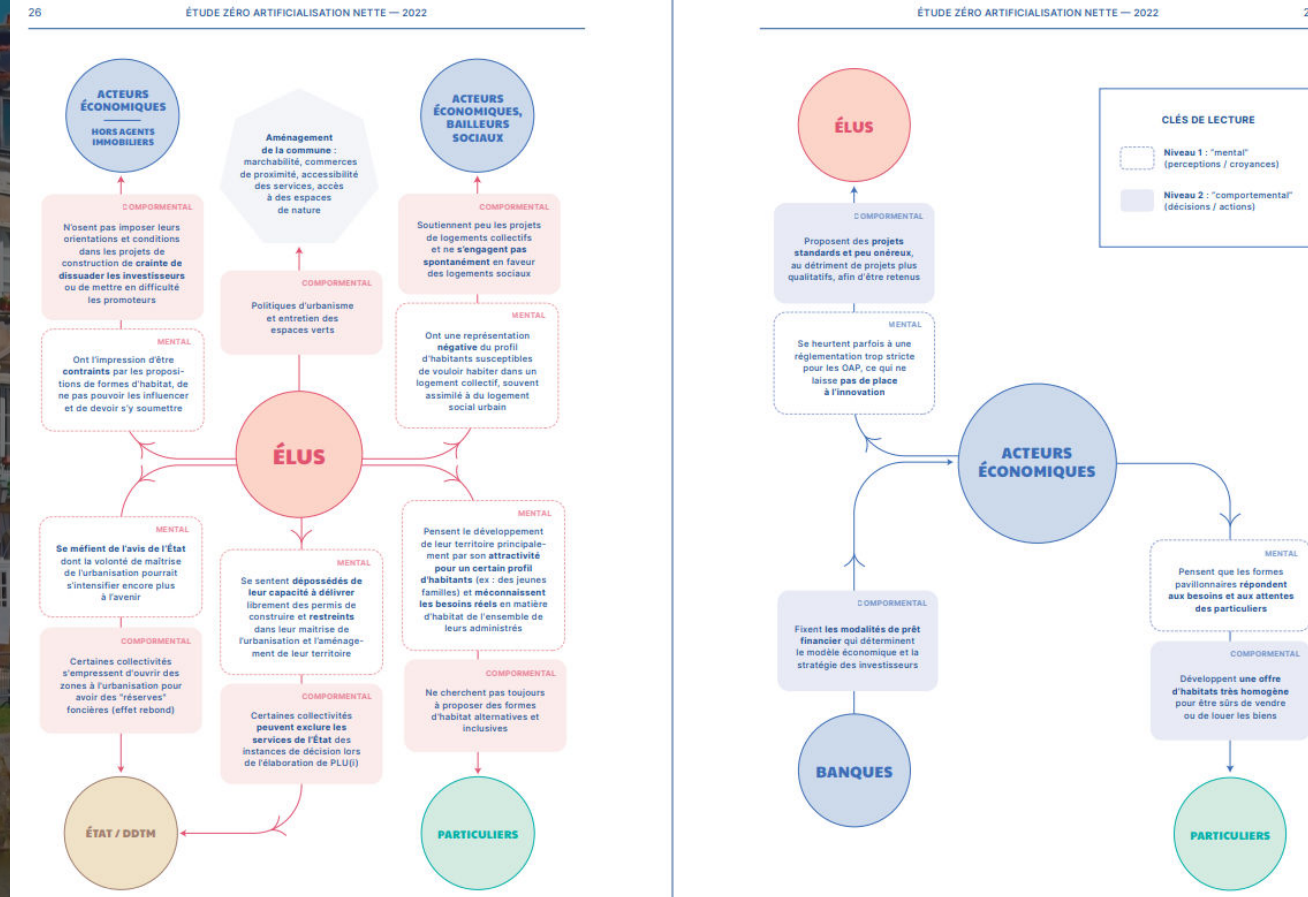 26
ÉTUDE ZÉRO ARTIFICIALISATION NETTE — 2022
ACTEURS
ÉCONOMIQUES
HORS AGENTS
IMMOBILIERS
COMPORMENTAL
N'osent pas imposer leurs
orientations et conditions
dans les projets de
construction de crainte de
dissuader les investisseurs
ou de mettre en difficulté
les promoteurs
MENTAL
Ont l'impression d'être
contraints par les proposi-
tions de formes d'habitat, de
ne pas pouvoir les influencer
et de devoir s'y soumettre
Aménagement
de la commune :
marchabilité, commerces
de proximité, accessibilité
des services, accès
à des espaces
de nature
COMPORMENTAL
Politiques d'urbanisme
et entretien des
espaces verts
ACTEURS
ÉCONOMIQUES,
BAILLEURS
SOCIAUX
COMPORMENTAL
Soutiennent peu les projets
de logements collectifs
et ne s'engagent pas
spontanément en faveur
des logements sociaux
MENTAL
Ont une représentation
négative du profil
d'habitants susceptibles
de vouloir habiter dans un
logement collectif, souvent
assimilé à du logement
social urbain
ÉLUS
MENTAL
Se méfient de l'avis de l'État
dont la volonté de maîtrise
de l'urbanisation pourrait
s'intensifier encore plus
à l'avenir
COMPORMENTAL
Certaines collectivités
s'empressent d'ouvrir des
zones à l'urbanisation pour
avoir des "réserves"
foncières (effet rebond)
ÉTAT / DDTM
MENTAL
Se sentent dépossédés de
leur capacité à délivrer
librement des permis de
construire et restreints
dans leur maitrise de
l'urbanisation et l'aménage-
ment de leur territoire
COMPORMENTAL
Certaines collectivités
peuvent exclure les
services de l'État des
instances de décision lors
de l'élaboration de PLU(i)
MENTAL
Pensent le développement
de leur territoire principale-
ment par son attractivité
pour un certain profil
d'habitants (ex : des jeunes
familles) et méconnaissent
les besoins réels en matière
d'habitat de l'ensemble de
leurs administrés
COMPORMENTAL
Ne cherchent pas toujours
à proposer des formes
d'habitat alternatives et
inclusives
PARTICULIERS
ÉTUDE ZÉRO ARTIFICIALISATION NETTE — 2022
ÉLUS
COMPORMENTAL
Proposent des projets
standards et peu onéreux,
au détriment de projets plus
qualitatifs, afin d'être retenus
MENTAL
Se heurtent parfois à une
réglementation trop stricte
pour les OAP, ce qui ne
laisse pas de place
à l'innovation
CLÉS DE LECTURE
Niveau 1 : "mental"
(perceptions / croyances)
Niveau 2 : "comportemental"
(décisions / actions)
ACTEURS
ÉCONOMIQUES
COMPORMENTAL
Fixent les modalités de prêt
financier qui déterminent
le modèle économique et la
stratégie des investisseurs
BANQUES
MENTAL
Pensent que les formes
pavillonnaires répondent
aux besoins et aux attentes
des particuliers
COMPORMENTAL
Développent une offre
d'habitats très homogène
pour être sûrs de vendre
ou de louer les biens
PARTICULIERS